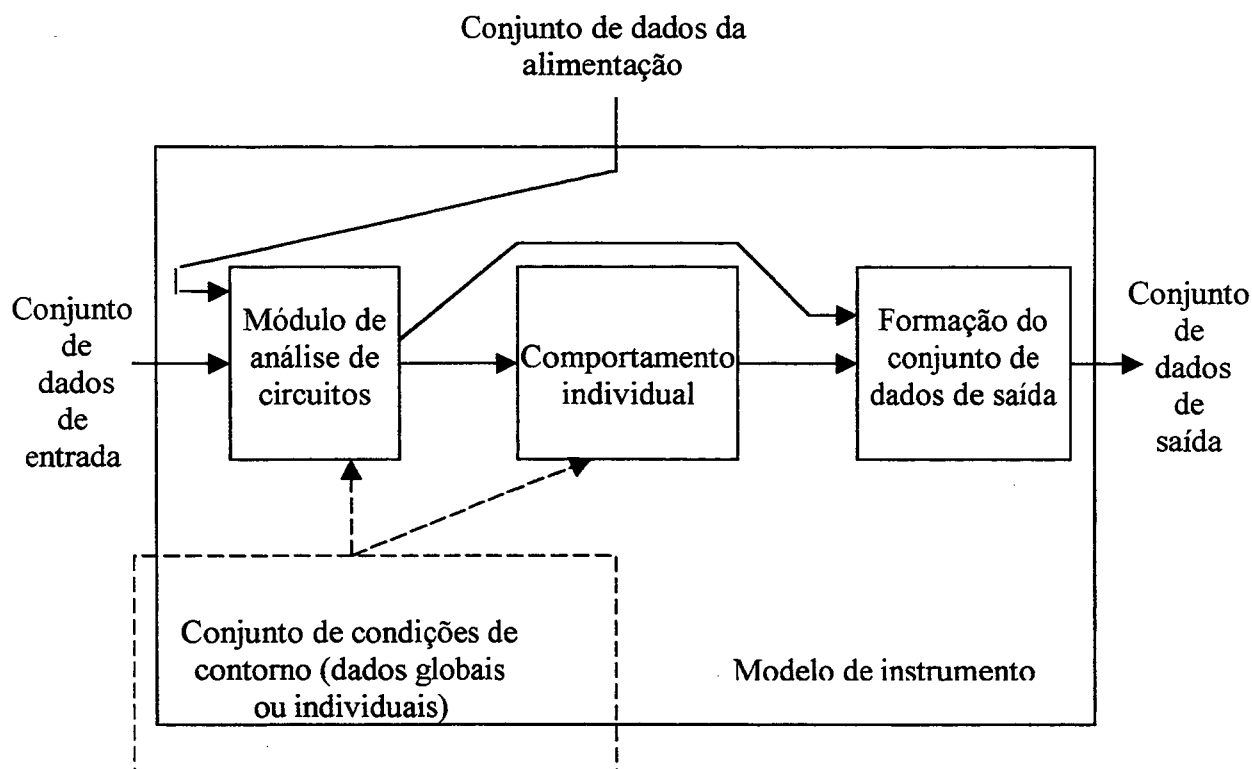 Conjunto de dados da
alimentação
Conjunto
de
dados
de
entrada
Módulo de
análise de
circuitos
Comportamento
individual
Formação do
conjunto de
dados de saída
Conjunto
de
dados
de
saída
Conjunto de condições de
contorno (dados globais
ou individuais)
Modelo de instrumento